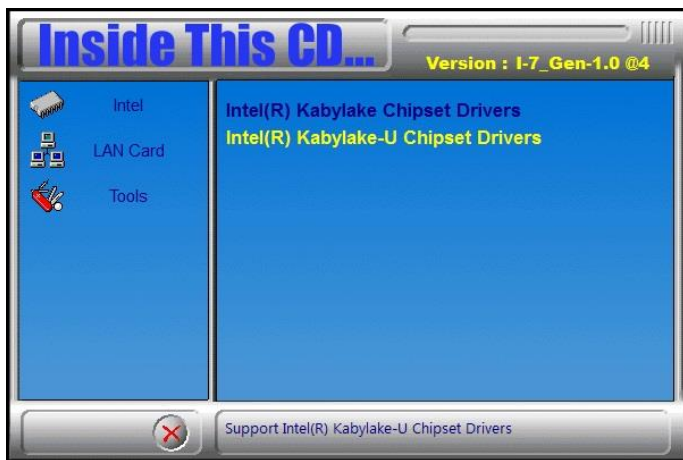 Inside This CD...
Version : I-7_Gen-1.0 @4
Intel
LAN Card
Tools
Intel(R) Kabylake Chipset Drivers
Intel(R) Kabylake-U Chipset Drivers
Support Intel(R) Kabylake-U Chipset Drivers